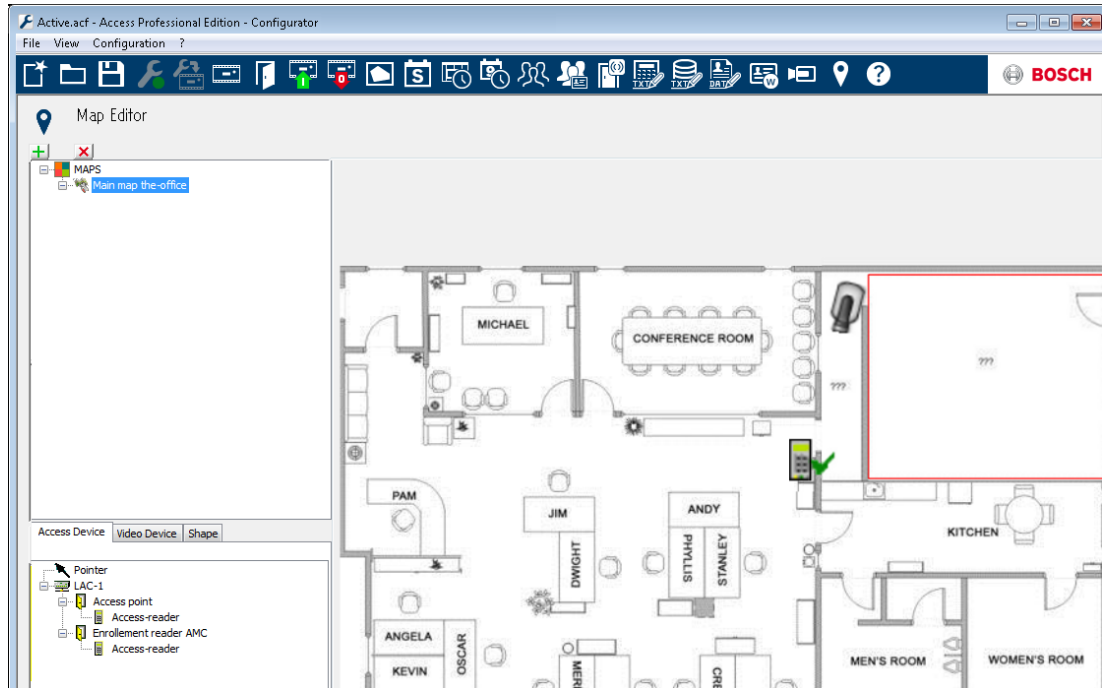 Active.acf - Access Professional Edition - Configurator
File View Configuration ?
BOSCH
Map Editor
MAPS
Main map the-office
MICHAEL
CONFERENCE ROOM
???
???
PAM
JIM
ANDY
DWIGHT
PHYLLIS
STANLEY
KITCHEN
ANGELA
OSCAR
KEVIN
MER
CRE
MEN'S ROOM
WOMEN'S ROOM
Access Device Video Device Shape
Pointer
LAC-1
Access point
Access-reader
Enrollement reader AMC
Access-reader